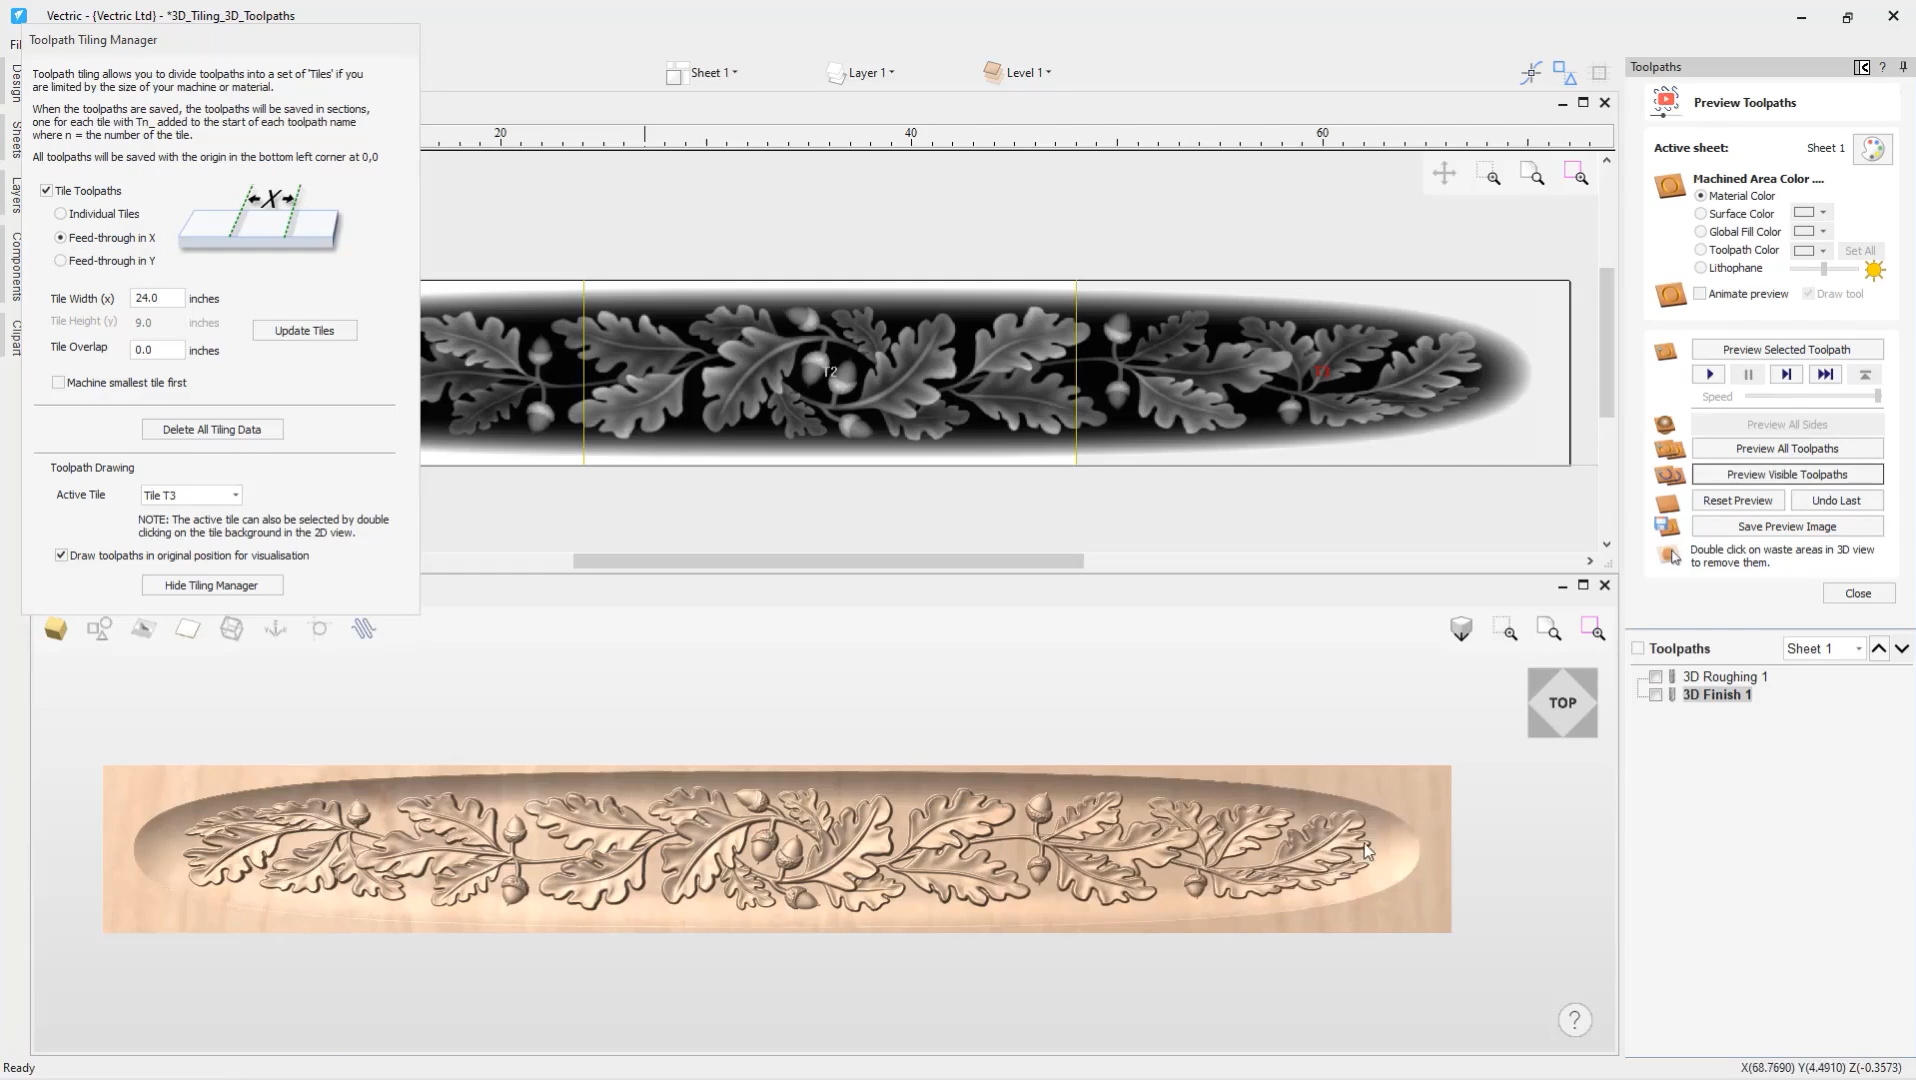 Vectric - {Vectric Ltd} - *3D_Tiling_3D_Toolpaths
Toolpath Tiling Manager
Toolpath tiling allows you to divide toolpaths into a set of 'Tiles' if you
are limited by the size of your machine or material.
When the toolpaths are saved, the toolpaths will be saved in sections,
one for each tile with Tn_ added to the start of each toolpath name
where n = the number of the tile.
All toolpaths will be saved with the origin in the bottom left corner at 0,0
Tile Toolpaths
Individual Tiles
Feed-through in X
Feed-through in Y
X
Tile Width (x) 24.0 inches
Tile Height (y) 9.0 inches
Update Tiles
Tile Overlap 0.0 inches
Machine smallest tile first
Delete All Tiling Data
Toolpath Drawing
Active Tile Tile T3
NOTE: The active tile can also be selected by double
clicking on the tile background in the 2D view.
Draw toolpaths in original position for visualisation
Hide Tiling Manager
Design
Sheets
Layers
Components
Clipart
Sheet 1
Layer 1
Level 1
20 40 60
T2
T3
TOP
?
Toolpaths
?
Preview Toolpaths
Active sheet: Sheet 1
Machined Area Color ....
Material Color
Surface Color
Global Fill Color
Toolpath Color Set All
Lithophane
Animate preview Draw tool
Preview Selected Toolpath
Speed
Preview All Sides
Preview All Toolpaths
Preview Visible Toolpaths
Reset Preview Undo Last
Save Preview Image
Double click on waste areas in 3D view
to remove them.
Close
Toolpaths Sheet 1
3D Roughing 1
3D Finish 1
Ready
X(68.7690) Y(4.4910) Z(-0.3573)